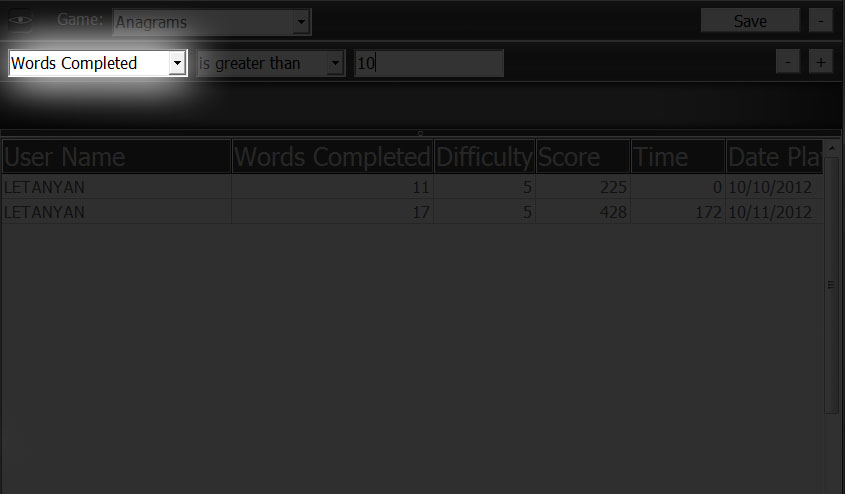 Game: Anagrams Save -
Words Completed is greater than 10 - +
User Name Words Completed Difficulty Score Time Date Pla
LETANYAN 11 5 225 0 10/10/2012
LETANYAN 17 5 428 172 10/11/2012